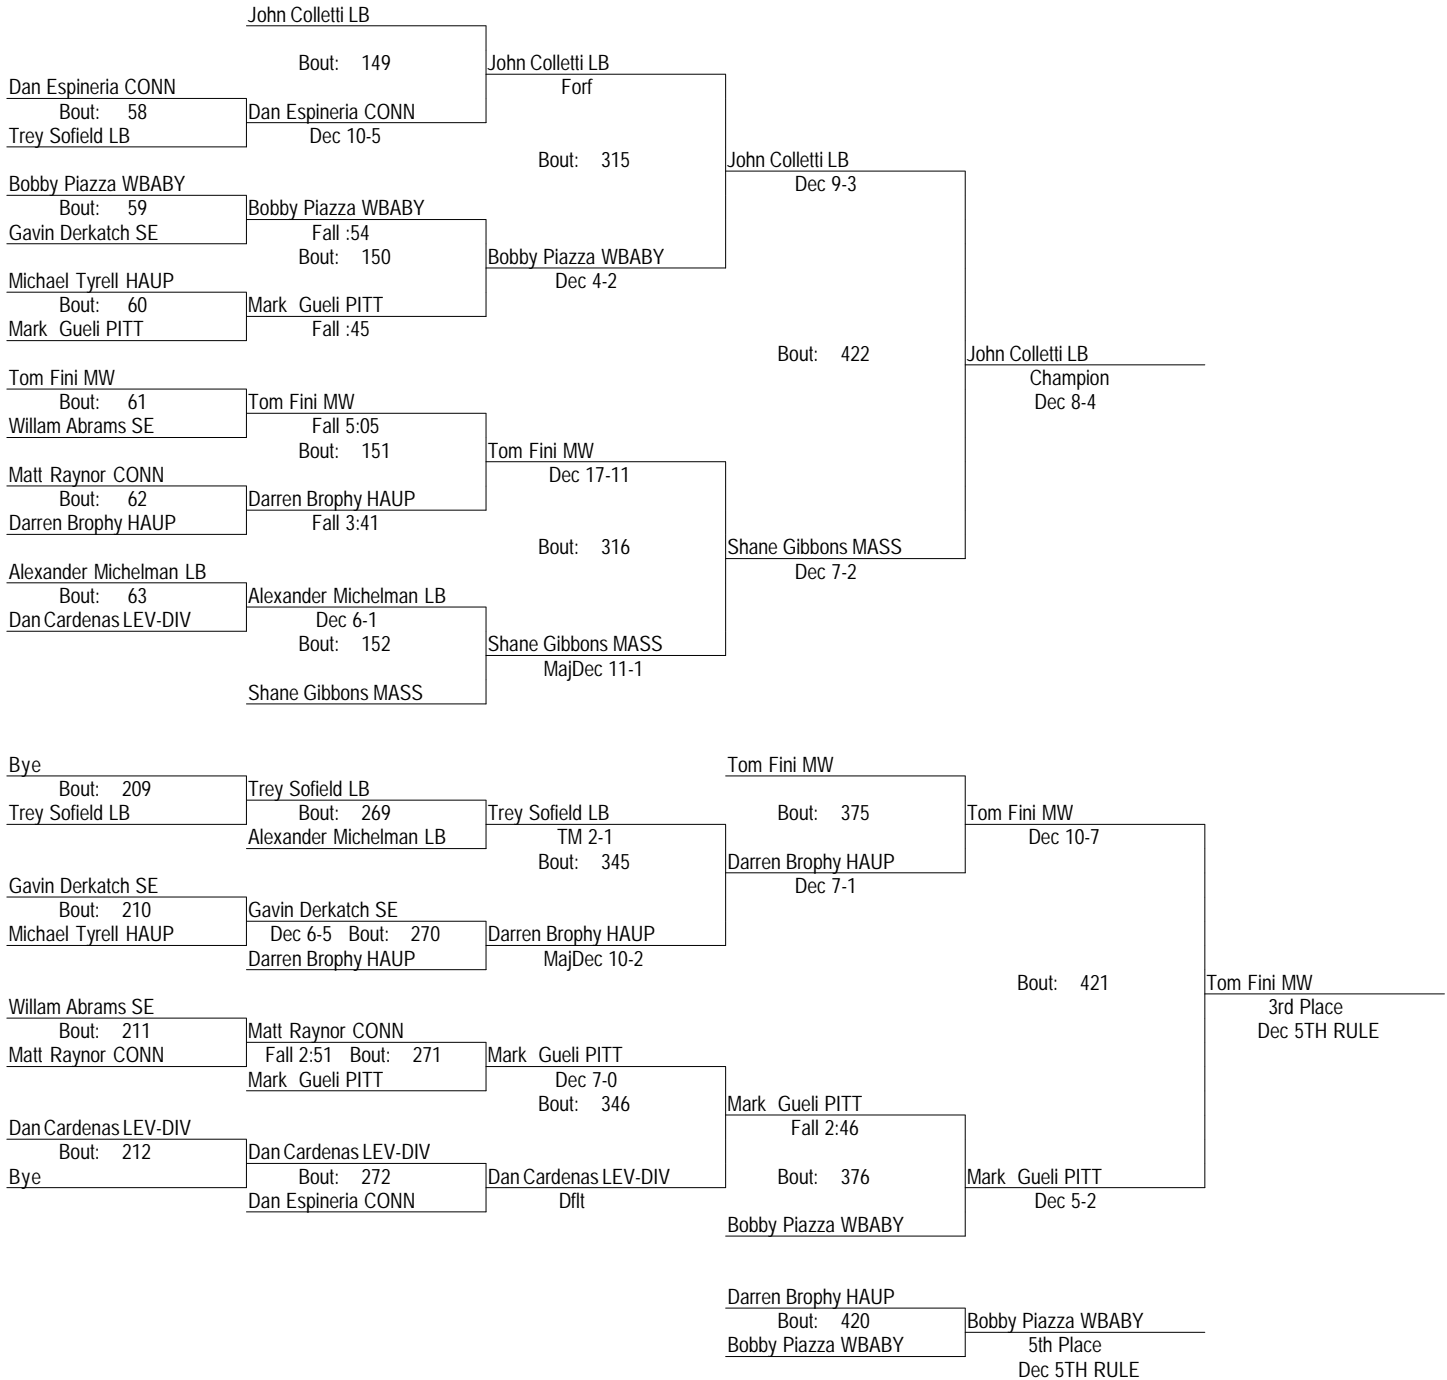 John Colletti LB
Bout: 149
John Colletti LB
Dan Espineria CONN
Forf
Bout: 58
Dan Espineria CONN
Trey Sofield LB
Dec 10-5
Bout: 315
John Colletti LB
Bobby Piazza WBABY
Dec 9-3
Bout: 59
Bobby Piazza WBABY
Gavin Derkatch SE
Fall :54
Bout: 150
Bobby Piazza WBABY
Michael Tyrell HAUP
Dec 4-2
Bout: 60
Mark Gueli PITT
Mark Gueli PITT
Fall :45
Bout: 422
John Colletti LB
Tom Fini MW
Champion
Bout: 61
Tom Fini MW
Dec 8-4
Willam Abrams SE
Fall 5:05
Bout: 151
Tom Fini MW
Matt Raynor CONN
Dec 17-11
Bout: 62
Darren Brophy HAUP
Darren Brophy HAUP
Fall 3:41
Bout: 316
Shane Gibbons MASS
Alexander Michelman LB
Dec 7-2
Bout: 63
Alexander Michelman LB
Dan Cardenas LEV-DIV
Dec 6-1
Bout: 152
Shane Gibbons MASS
MajDec 11-1
Shane Gibbons MASS
Bye
Tom Fini MW
Bout: 209
Trey Sofield LB
Trey Sofield LB
Bout: 269
Trey Sofield LB
Bout: 375
Tom Fini MW
Alexander Michelman LB
TM 2-1
Dec 10-7
Bout: 345
Darren Brophy HAUP
Gavin Derkatch SE
Dec 7-1
Bout: 210
Gavin Derkatch SE
Michael Tyrell HAUP
Dec 6-5 Bout: 270
Darren Brophy HAUP
Darren Brophy HAUP
MajDec 10-2
Bout: 421
Tom Fini MW
Willam Abrams SE
3rd Place
Bout: 211
Matt Raynor CONN
Dec 5TH RULE
Matt Raynor CONN
Fall 2:51 Bout: 271
Mark Gueli PITT
Mark Gueli PITT
Dec 7-0
Bout: 346
Mark Gueli PITT
Dan Cardenas LEV-DIV
Fall 2:46
Bout: 212
Dan Cardenas LEV-DIV
Bye
Bout: 272
Dan Cardenas LEV-DIV
Bout: 376
Mark Gueli PITT
Dan Espineria CONN
Dflt
Dec 5-2
Bobby Piazza WBABY
Darren Brophy HAUP
Bout: 420
Bobby Piazza WBABY
Bobby Piazza WBABY
5th Place
Dec 5TH RULE